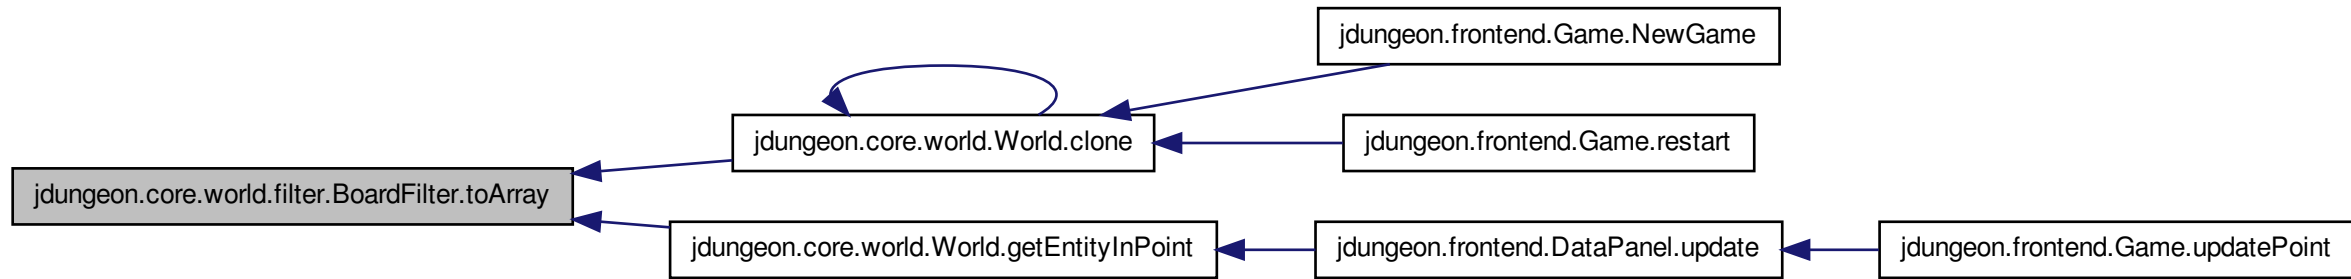 jdungeon.frontend.Game.NewGame
jdungeon.core.world.World.clone
jdungeon.frontend.Game.restart
jdungeon.core.world.filter.BoardFilter.toArray
jdungeon.core.world.World.getEntityInPoint
jdungeon.frontend.DataPanel.update
jdungeon.frontend.Game.updatePoint